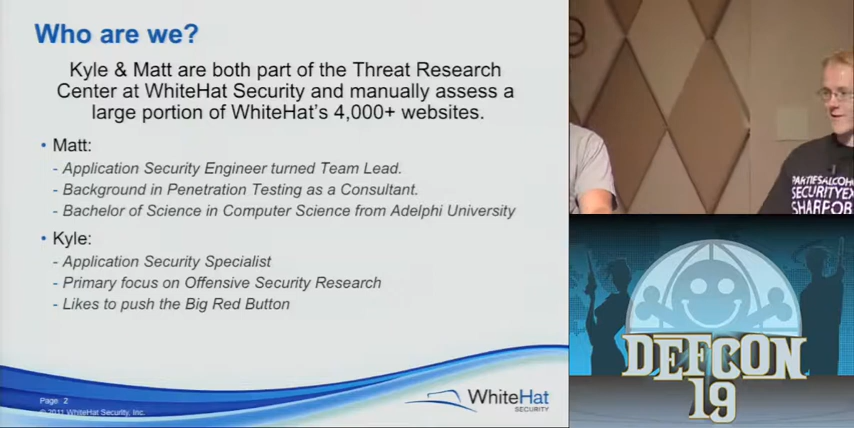 Who are we?
Kyle & Matt are both part of the Threat Research
Center at WhiteHat Security and manually assess a
large portion of WhiteHat's 4,000+ websites.
• Matt:
- Application Security Engineer turned Team Lead.
- Background in Penetration Testing as a Consultant.
- Bachelor of Science in Computer Science from Adelphi University
• Kyle:
- Application Security Specialist
- Primary focus on Offensive Security Research
- Likes to push the Big Red Button
Page 2
© 2011 WhiteHat Security, Inc.
WhiteHat
SECURITY
PARTIESALCOH
SECURITYEX
SHARPOR
DEFCON
19